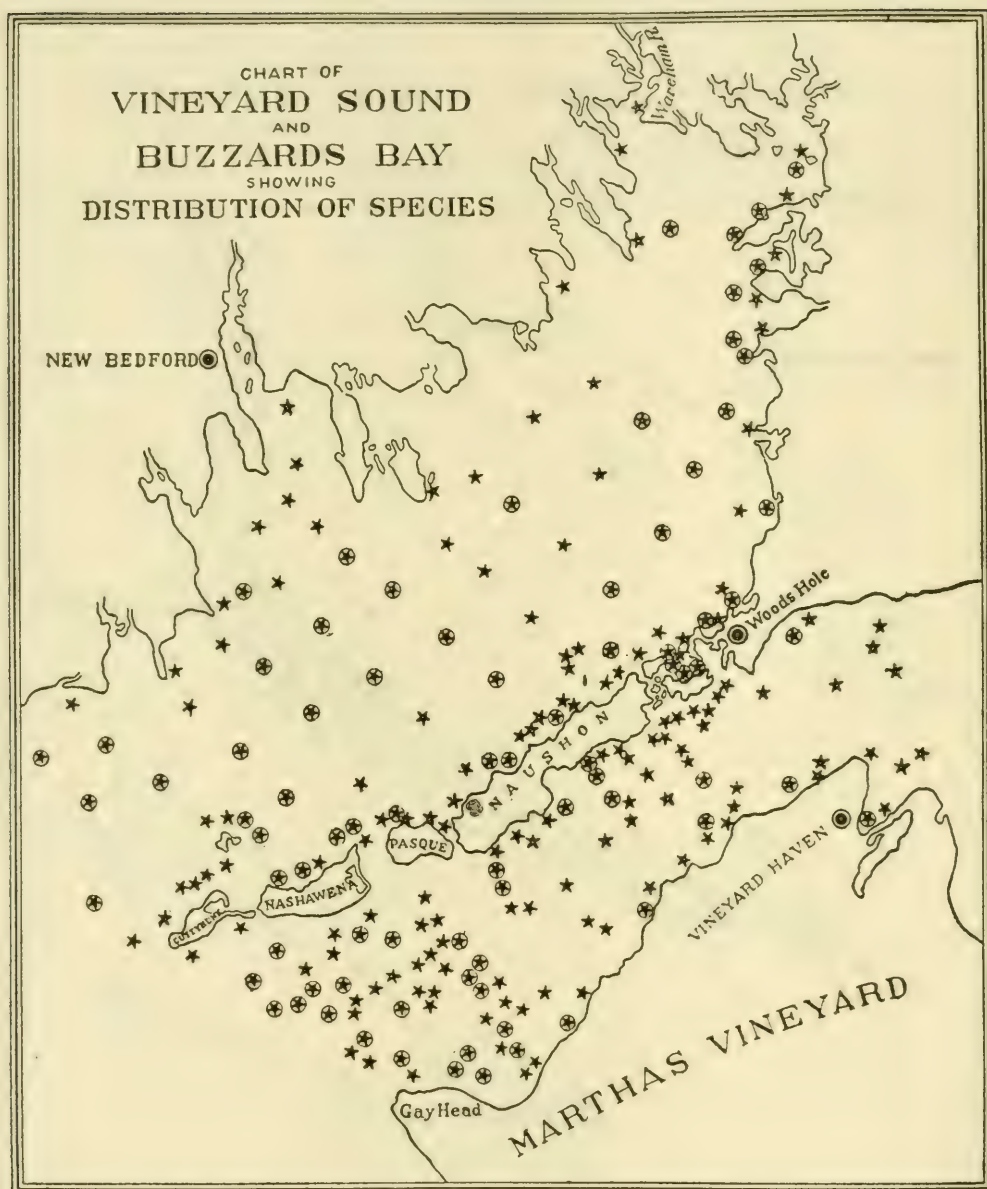 CHART OF
VINEYARD SOUND
AND
BUZZARDS BAY
SHOWING
DISTRIBUTION OF SPECIES
Wareham R.
NEW BEDFORD
Woods Hole
NAUSHON
PASQUE
NASHAWENA
CUTTYHUNK
VINEYARD HAVEN
MARTHAS VINEYARD
Gay Head